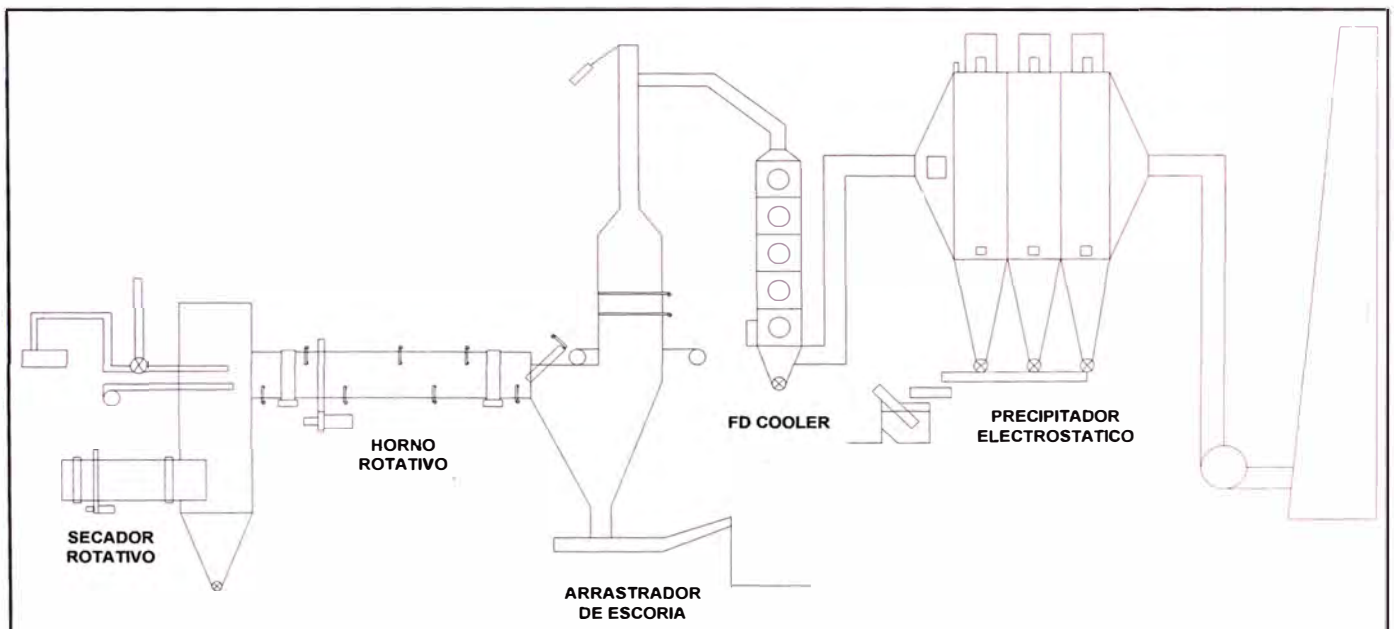 SECADOR
ROTATIVO
HORNO
ROTATIVO
ARRASTRADOR
DE ESCORIA
FD COOLER
PRECIPITADOR
ELECTROSTATICO